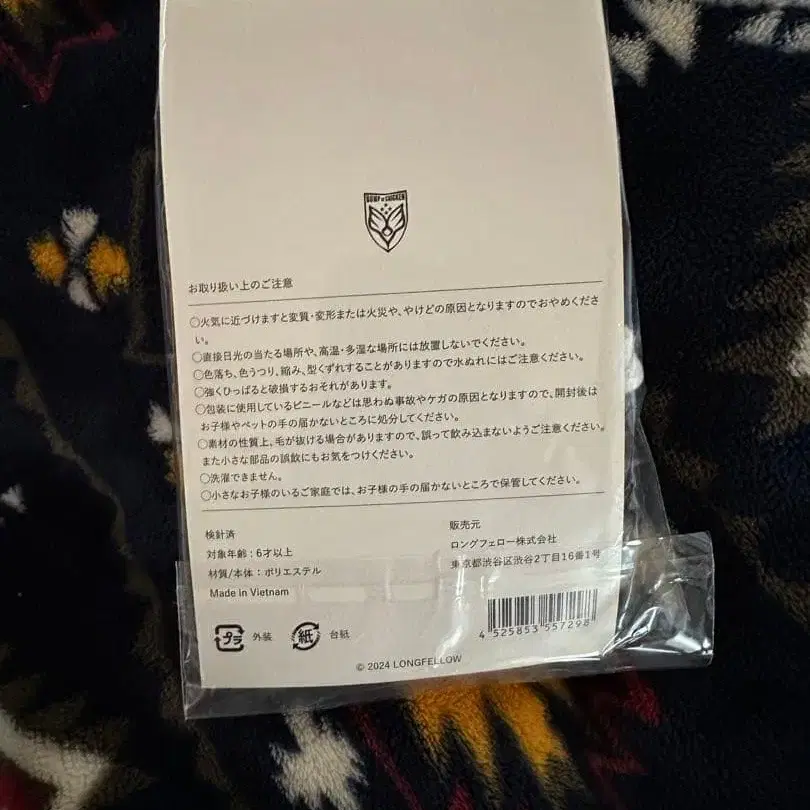 BUMP OF CHICKEN
お取り扱い上のご注意
○火気に近づけますと変質・変形または火災や、やけどの原因となりますのでおやめくださ
い。
○直接日光の当たる場所や、高温・多湿な場所には放置しないでください。
○色落ち、色うつり、縮み、型くずれすることがありますので水ぬれにはご注意ください。
○強くひっぱると破損するおそれがあります。
○包装に使用しているビニールなどは思わぬ事故やケガの原因となりますので、開封後は
お子様やペットの手の届かないところに処分してください。
○素材の性質上、毛が抜ける場合がありますので、誤って飲み込まないようご注意ください。
また小さな部品の誤飲にもお気をつけください。
○洗濯できません。
○小さなお子様のいるご家庭では、お子様の手の届かないところで保管してください。
検針済
対象年齢：6才以上
材質/本体：ポリエステル
Made in Vietnam
販売元
ロングフェロー株式会社
東京都渋谷区渋谷2丁目16番1号
プラ 外装 紙 台紙
4 525853 557298
© 2024 LONGFELLOW